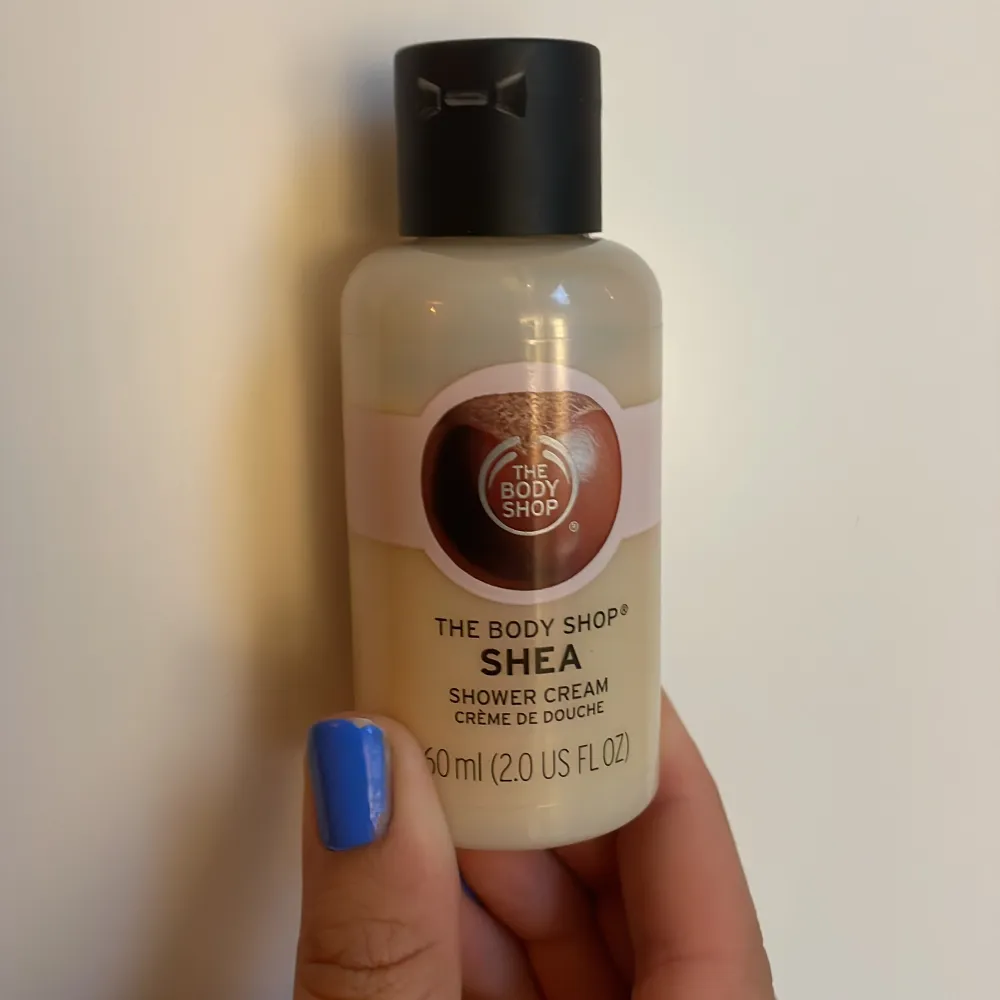 THE
BODY
SHOP
®
THE BODY SHOP®
SHEA
SHOWER CREAM
CRÈME DE DOUCHE
60 ml (2.0 US FL OZ)